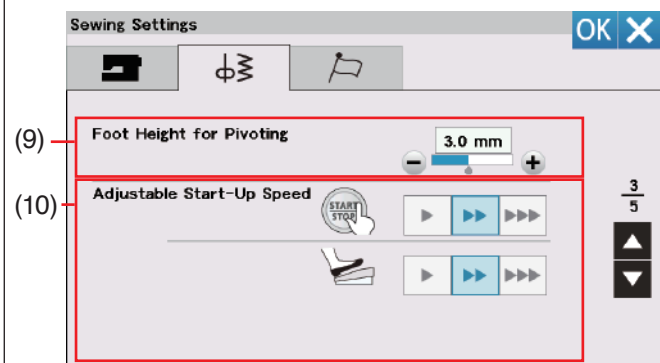 Sewing Settings
OK
(9)
Foot Height for Pivoting
3.0 mm
(10)
Adjustable Start-Up Speed
START
STOP
3
5